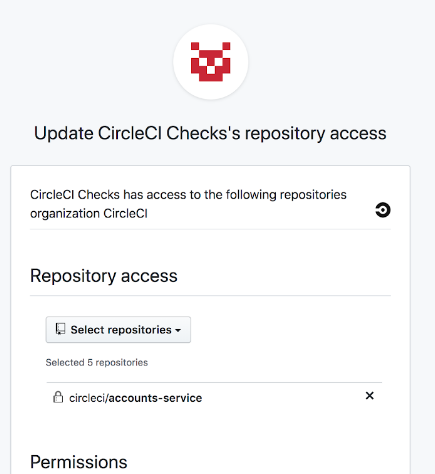 Update CircleCI Checks's repository access
CircleCI Checks has access to the following repositories
organization CircleCI
Repository access
Select repositories
Selected 5 repositories
circleci/accounts-service
Permissions